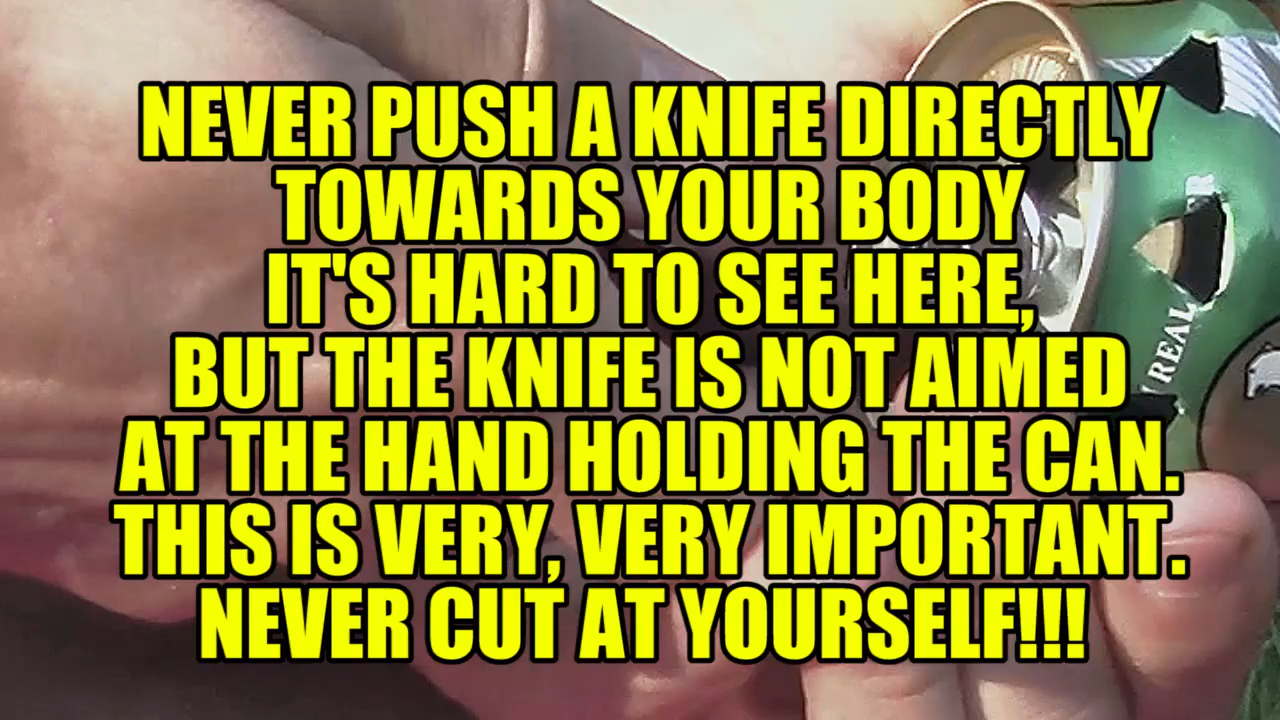 NEVER PUSH A KNIFE DIRECTLY
TOWARDS YOUR BODY
IT'S HARD TO SEE HERE,
BUT THE KNIFE IS NOT AIMED
AT THE HAND HOLDING THE CAN.
THIS IS VERY, VERY IMPORTANT.
NEVER CUT AT YOURSELF!!!
REAL